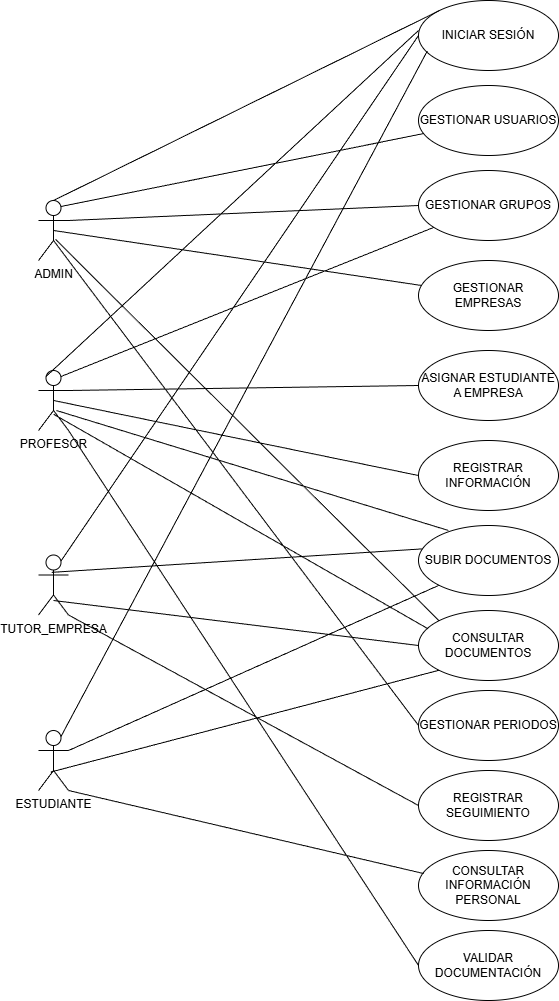 INICIAR SESIÓN
GESTIONAR USUARIOS
GESTIONAR GRUPOS
ADMIN
GESTIONAR
EMPRESAS
ASIGNAR ESTUDIANTE
A EMPRESA
PROFESOR
REGISTRAR
INFORMACIÓN
SUBIR DOCUMENTOS
TUTOR_EMPRESA
CONSULTAR
DOCUMENTOS
GESTIONAR PERIODOS
ESTUDIANTE
REGISTRAR
SEGUIMIENTO
CONSULTAR
INFORMACIÓN
PERSONAL
VALIDAR
DOCUMENTACIÓN